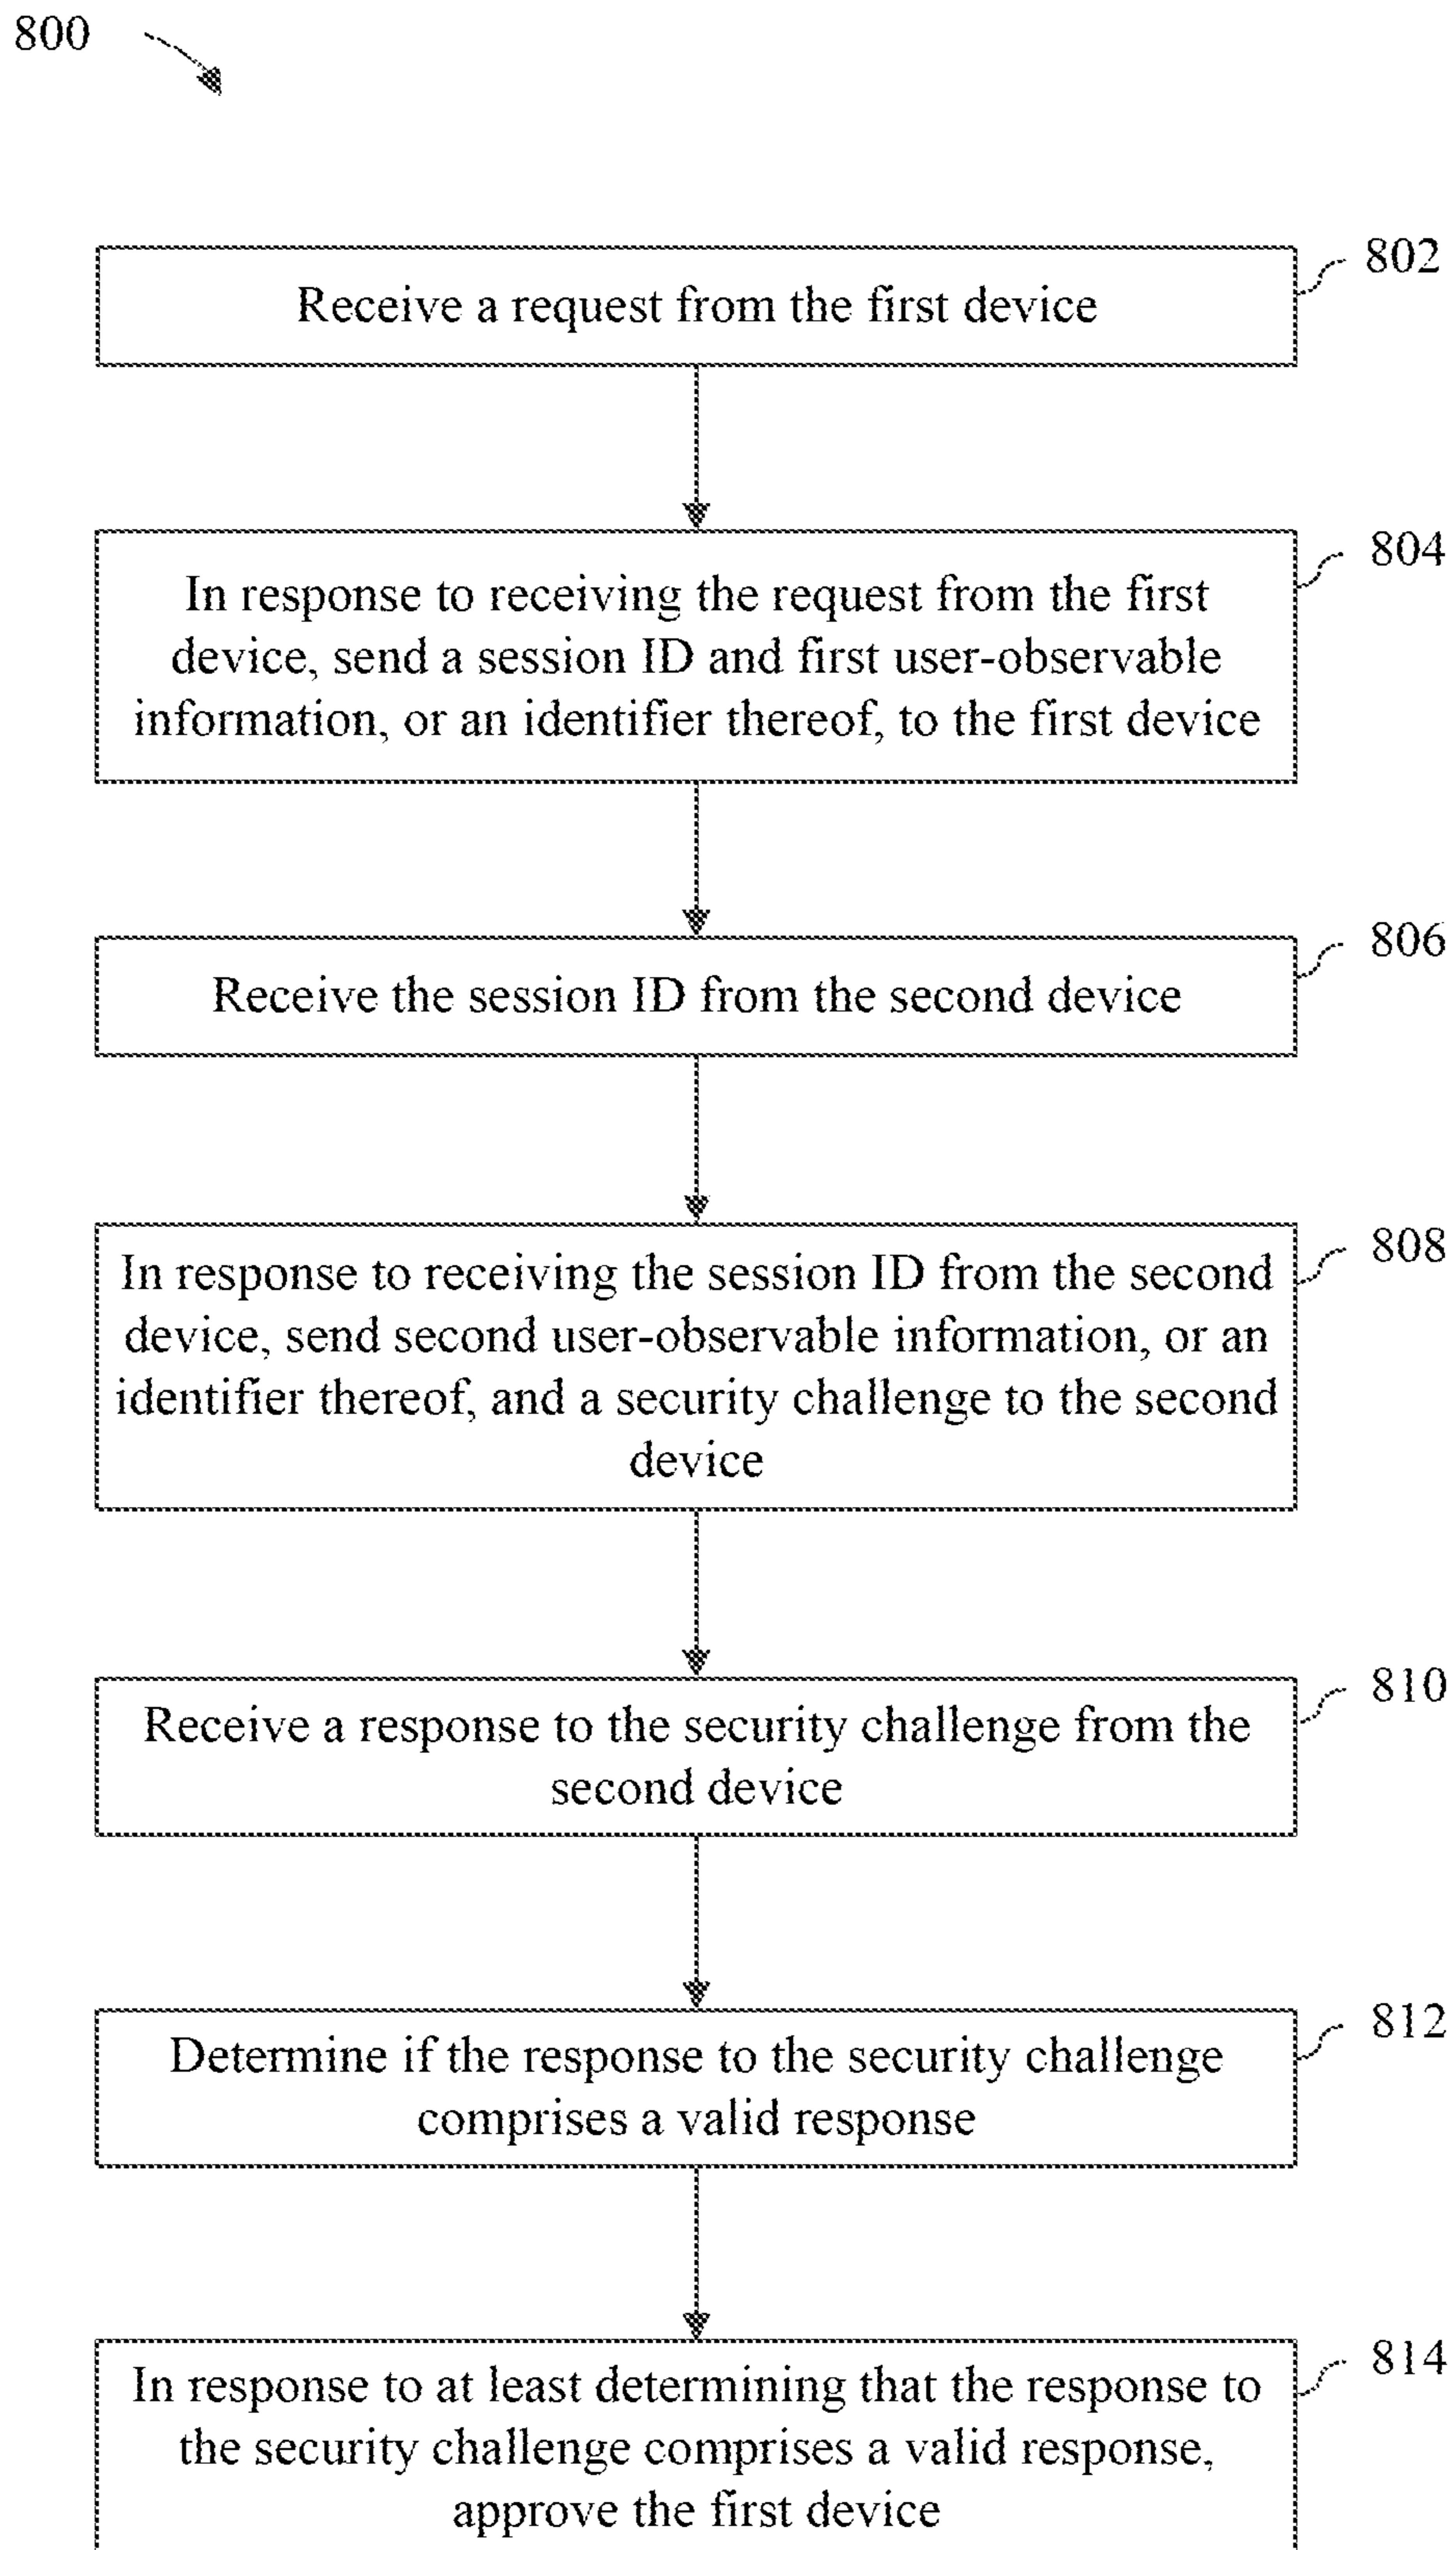 800
802
Receive a request from the first device
804
In response to receiving the request from the first
device, send a session ID and first user-observable
information, or an identifier thereof, to the first device
806
Receive the session ID from the second device
808
In response to receiving the session ID from the second
device, send second user-observable information, or an
identifier thereof, and a security challenge to the second
device
810
Receive a response to the security challenge from the
second device
812
Determine if the response to the security challenge
comprises a valid response
814
In response to at least determining that the response to
the security challenge comprises a valid response,
approve the first device